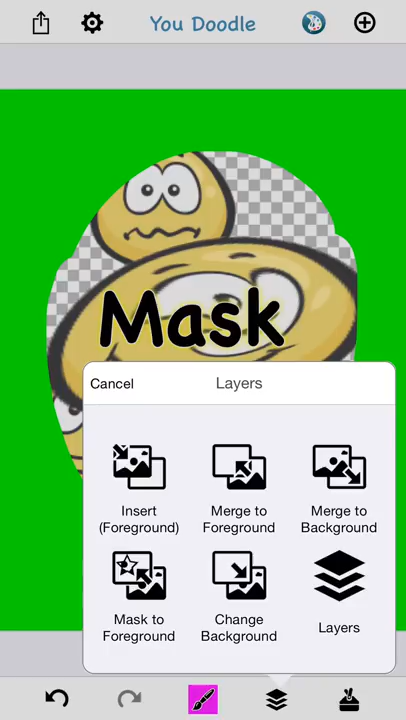 You Doodle
Mask
Cancel
Layers
Insert
(Foreground)
Merge to
Foreground
Merge to
Background
Mask to
Foreground
Change
Background
Layers